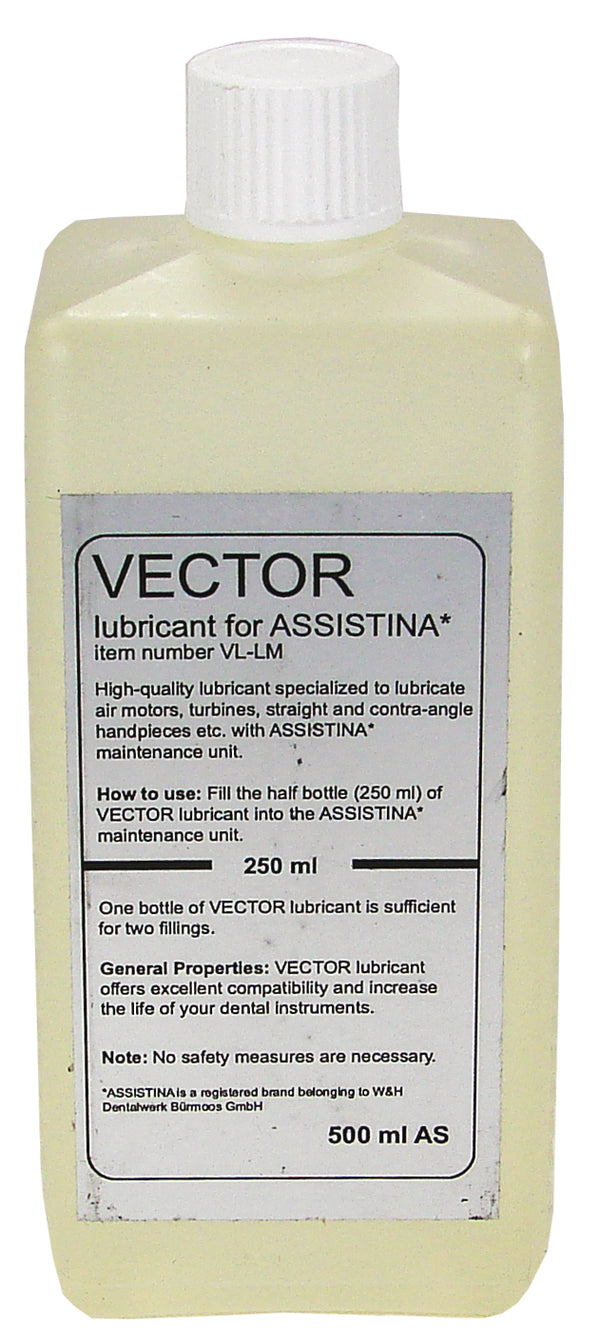 VECTOR
lubricant for ASSISTINA*
item number VL-LM
High-quality lubricant specialized to lubricate
air motors, turbines, straight and contra-angle
handpieces etc. with ASSISTINA*
maintenance unit.
How to use: Fill the half bottle (250 ml) of
VECTOR lubricant into the ASSISTINA*
maintenance unit.
250 ml
One bottle of VECTOR lubricant is sufficient
for two fillings.
General Properties: VECTOR lubricant
offers excellent compatibility and increase
the life of your dental instruments.
Note: No safety measures are necessary.
*ASSISTINA is a registered brand belonging to W&H
Dentalwerk Bürmoos GmbH
500 ml AS